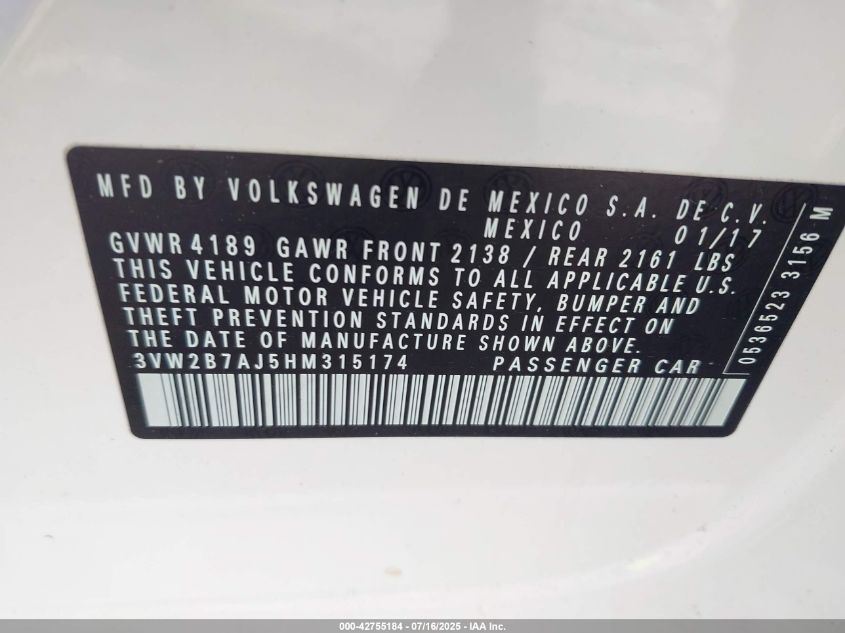 MFD BY VOLKSWAGEN DE MEXICO S.A. DE C.V.
MEXICO 01/17
GVWR 4189 GAWR FRONT 2138 / REAR 2161 LBS
THIS VEHICLE CONFORMS TO ALL APPLICABLE U.S.
FEDERAL MOTOR VEHICLE SAFETY, BUMPER AND
THEFT PREVENTION STANDARDS IN EFFECT ON
THE DATE OF MANUFACTURE SHOWN ABOVE.
3VW2B7AJ5HM315174 PASSENGER CAR
0536523 3156 M
000-42755184 - 07/16/2025 - IAA Inc.